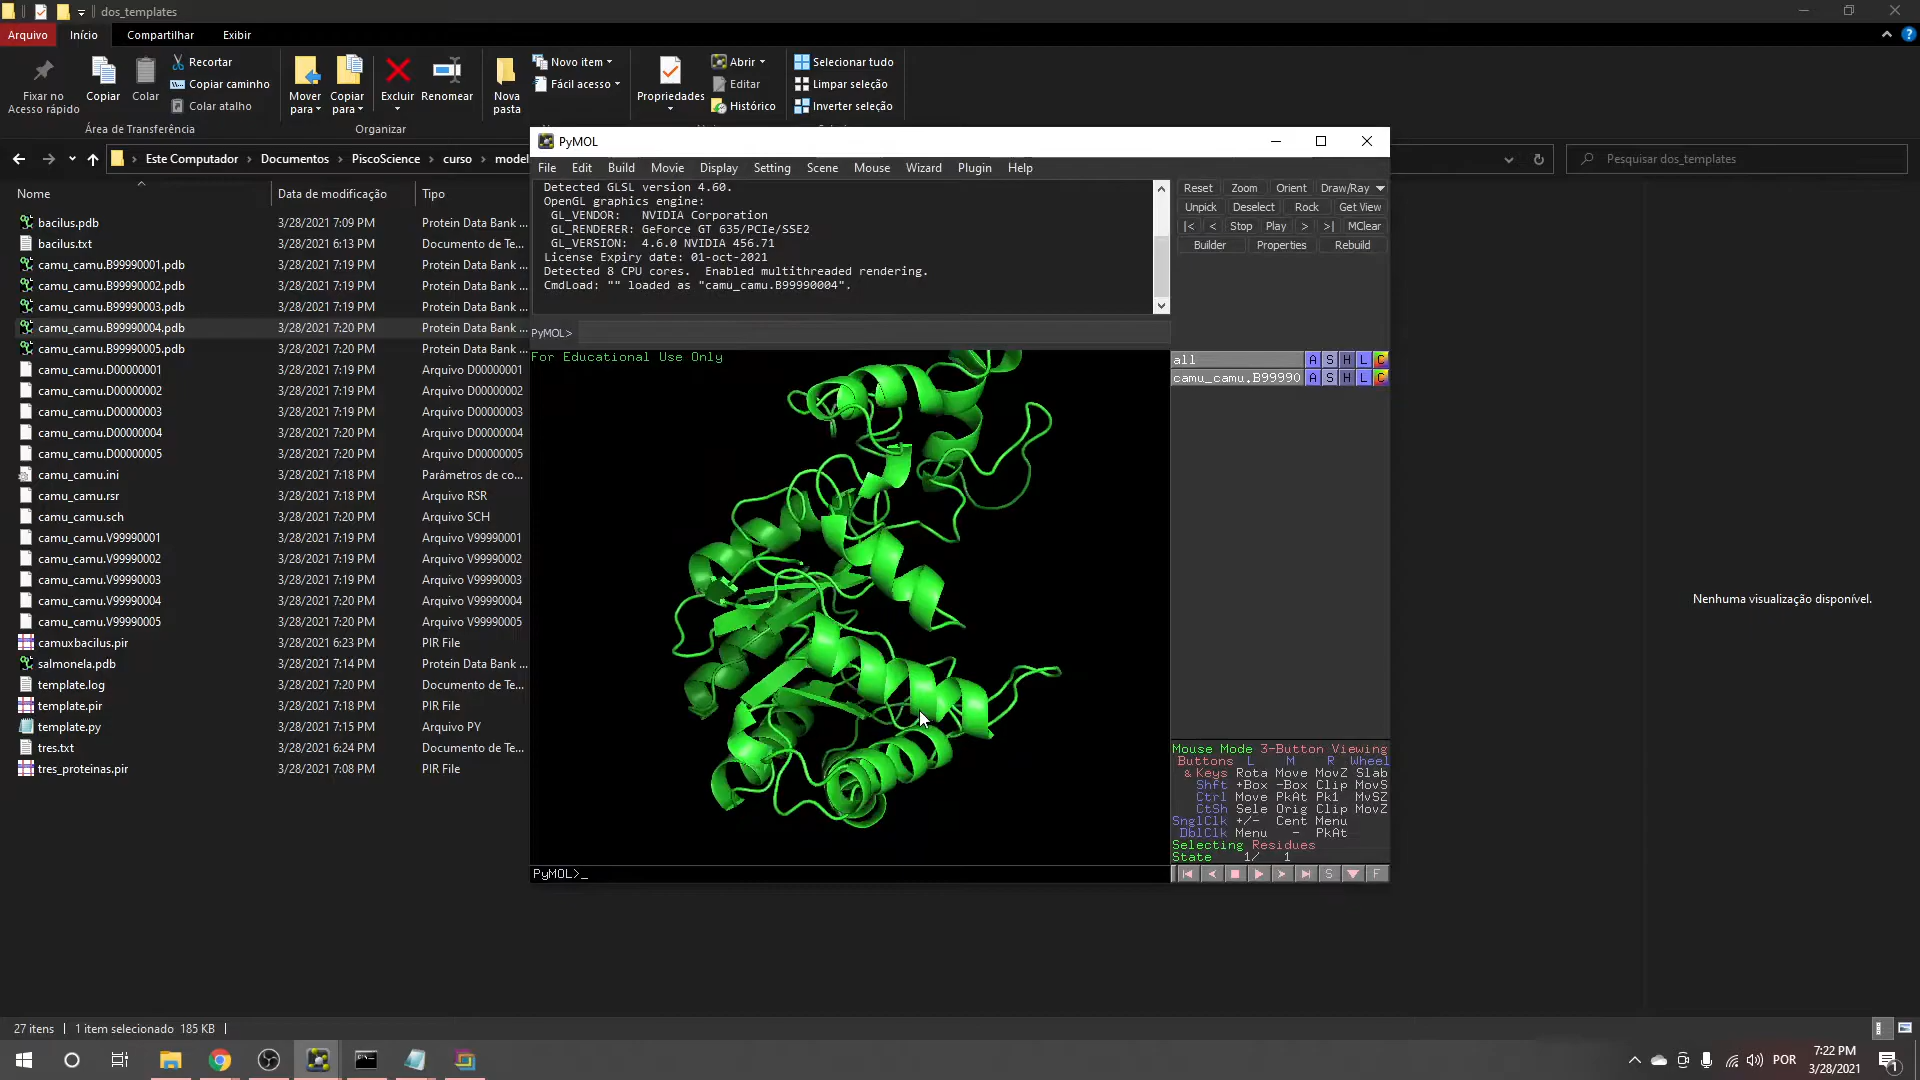 dos_templates
Arquivo Início Compartilhar Exibir
Fixar no Acesso rápido
Copiar
Colar
Recortar
Copiar caminho
Colar atalho
Área de Transferência
Mover para
Copiar para
Excluir
Renomear
Organizar
Nova pasta
Novo item
Fácil acesso
Propriedades
Abrir
Editar
Histórico
Selecionar tudo
Limpar seleção
Inverter seleção
Este Computador Documentos PiscoScience curso model
Pesquisar dos_templates
Nome Data de modificação Tipo
bacilus.pdb 3/28/2021 7:09 PM Protein Data Bank ...
bacilus.txt 3/28/2021 6:13 PM Documento de Te...
camu_camu.B99990001.pdb 3/28/2021 7:19 PM Protein Data Bank ...
camu_camu.B99990002.pdb 3/28/2021 7:19 PM Protein Data Bank ...
camu_camu.B99990003.pdb 3/28/2021 7:19 PM Protein Data Bank ...
camu_camu.B99990004.pdb 3/28/2021 7:20 PM Protein Data Bank ...
camu_camu.B99990005.pdb 3/28/2021 7:20 PM Protein Data Bank ...
camu_camu.D00000001 3/28/2021 7:19 PM Arquivo D00000001
camu_camu.D00000002 3/28/2021 7:19 PM Arquivo D00000002
camu_camu.D00000003 3/28/2021 7:19 PM Arquivo D00000003
camu_camu.D00000004 3/28/2021 7:20 PM Arquivo D00000004
camu_camu.D00000005 3/28/2021 7:20 PM Arquivo D00000005
camu_camu.ini 3/28/2021 7:18 PM Parâmetros de co...
camu_camu.rsr 3/28/2021 7:18 PM Arquivo RSR
camu_camu.sch 3/28/2021 7:20 PM Arquivo SCH
camu_camu.V99990001 3/28/2021 7:19 PM Arquivo V99990001
camu_camu.V99990002 3/28/2021 7:19 PM Arquivo V99990002
camu_camu.V99990003 3/28/2021 7:19 PM Arquivo V99990003
camu_camu.V99990004 3/28/2021 7:20 PM Arquivo V99990004
camu_camu.V99990005 3/28/2021 7:20 PM Arquivo V99990005
camuxbacilus.pir 3/28/2021 6:23 PM PIR File
salmonela.pdb 3/28/2021 7:14 PM Protein Data Bank ...
template.log 3/28/2021 7:20 PM Documento de Te...
template.pir 3/28/2021 7:18 PM PIR File
template.py 3/28/2021 7:15 PM Arquivo PY
tres.txt 3/28/2021 6:24 PM Documento de Te...
tres_proteinas.pir 3/28/2021 7:08 PM PIR File
PyMOL
File Edit Build Movie Display Setting Scene Mouse Wizard Plugin Help
Detected GLSL version 4.60.
OpenGL graphics engine:
GL_VENDOR: NVIDIA Corporation
GL_RENDERER: GeForce GT 635/PCIe/SSE2
GL_VERSION: 4.6.0 NVIDIA 456.71
License Expiry date: 01-oct-2021
Detected 8 CPU cores. Enabled multithreaded rendering.
CmdLoad: "" loaded as "camu_camu.B99990004".
PyMOL>
Reset Zoom Orient Draw/Ray
Unpick Deselect Rock Get View
|< < Stop Play > >| MClear
Builder Properties Rebuild
For Educational Use Only
all A S H L C
camu_camu.B99990 A S H L C
Mouse Mode 3-Button Viewing
Buttons L M R Wheel
& Keys Rota Move MovZ Slab
Shft +Box -Box Clip MovS
Ctrl Move PkAt Pk1 MvSZ
CtSh Sele Orig Clip MovZ
SnglClk +/- Cent Menu
DblClk Menu - PkAt
Selecting Residues
State 1/ 1
PyMOL>_
S F
Nenhuma visualização disponível.
27 itens 1 item selecionado 185 KB
POR
7:22 PM
3/28/2021
1